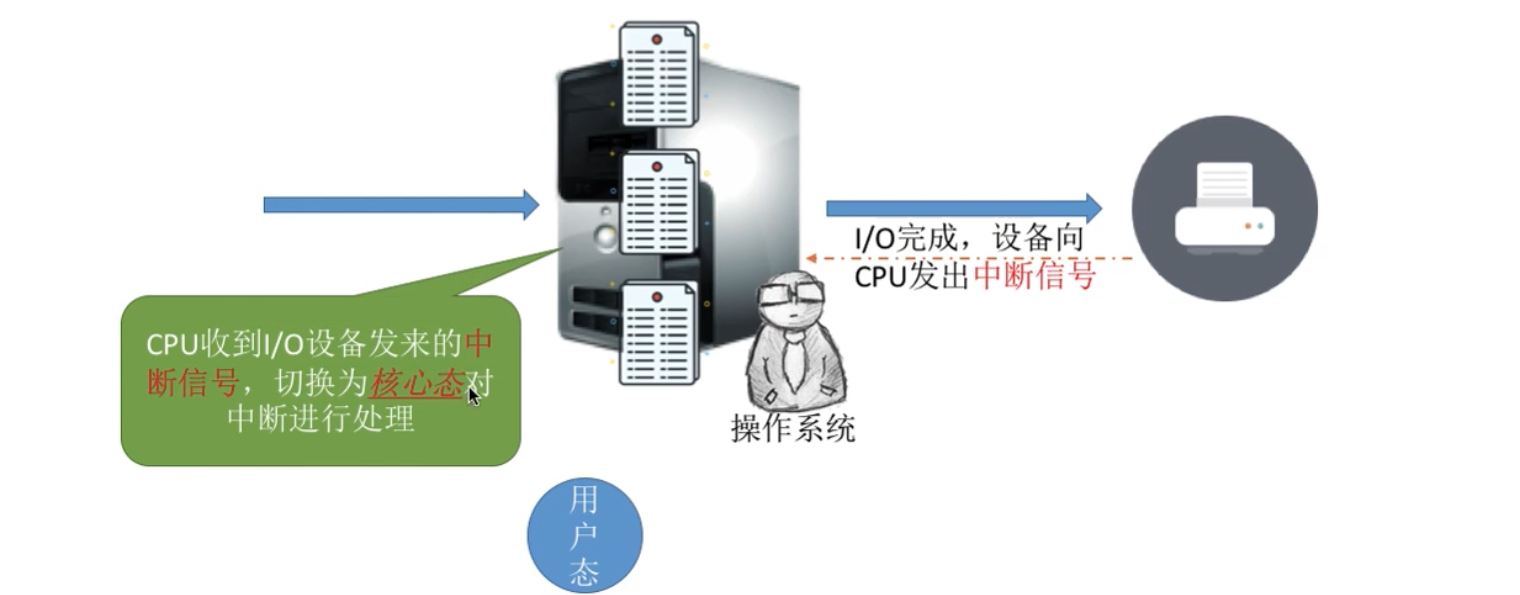 I/O完成，设备向
CPU发出中断信号
CPU收到I/O设备发来的中
断信号，切换为核心态对
中断进行处理
操作系统
用
户
态